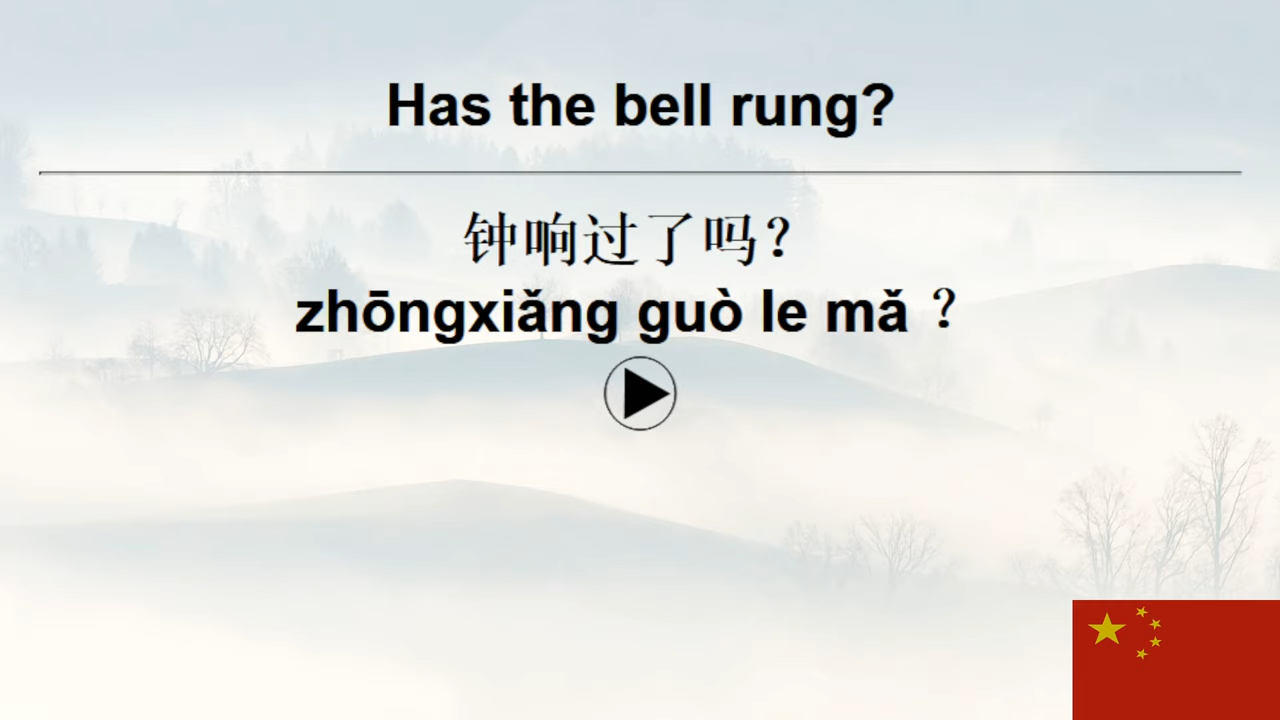 Has the bell rung?
钟响过了吗？
zhōngxiǎng guò le mǎ ？